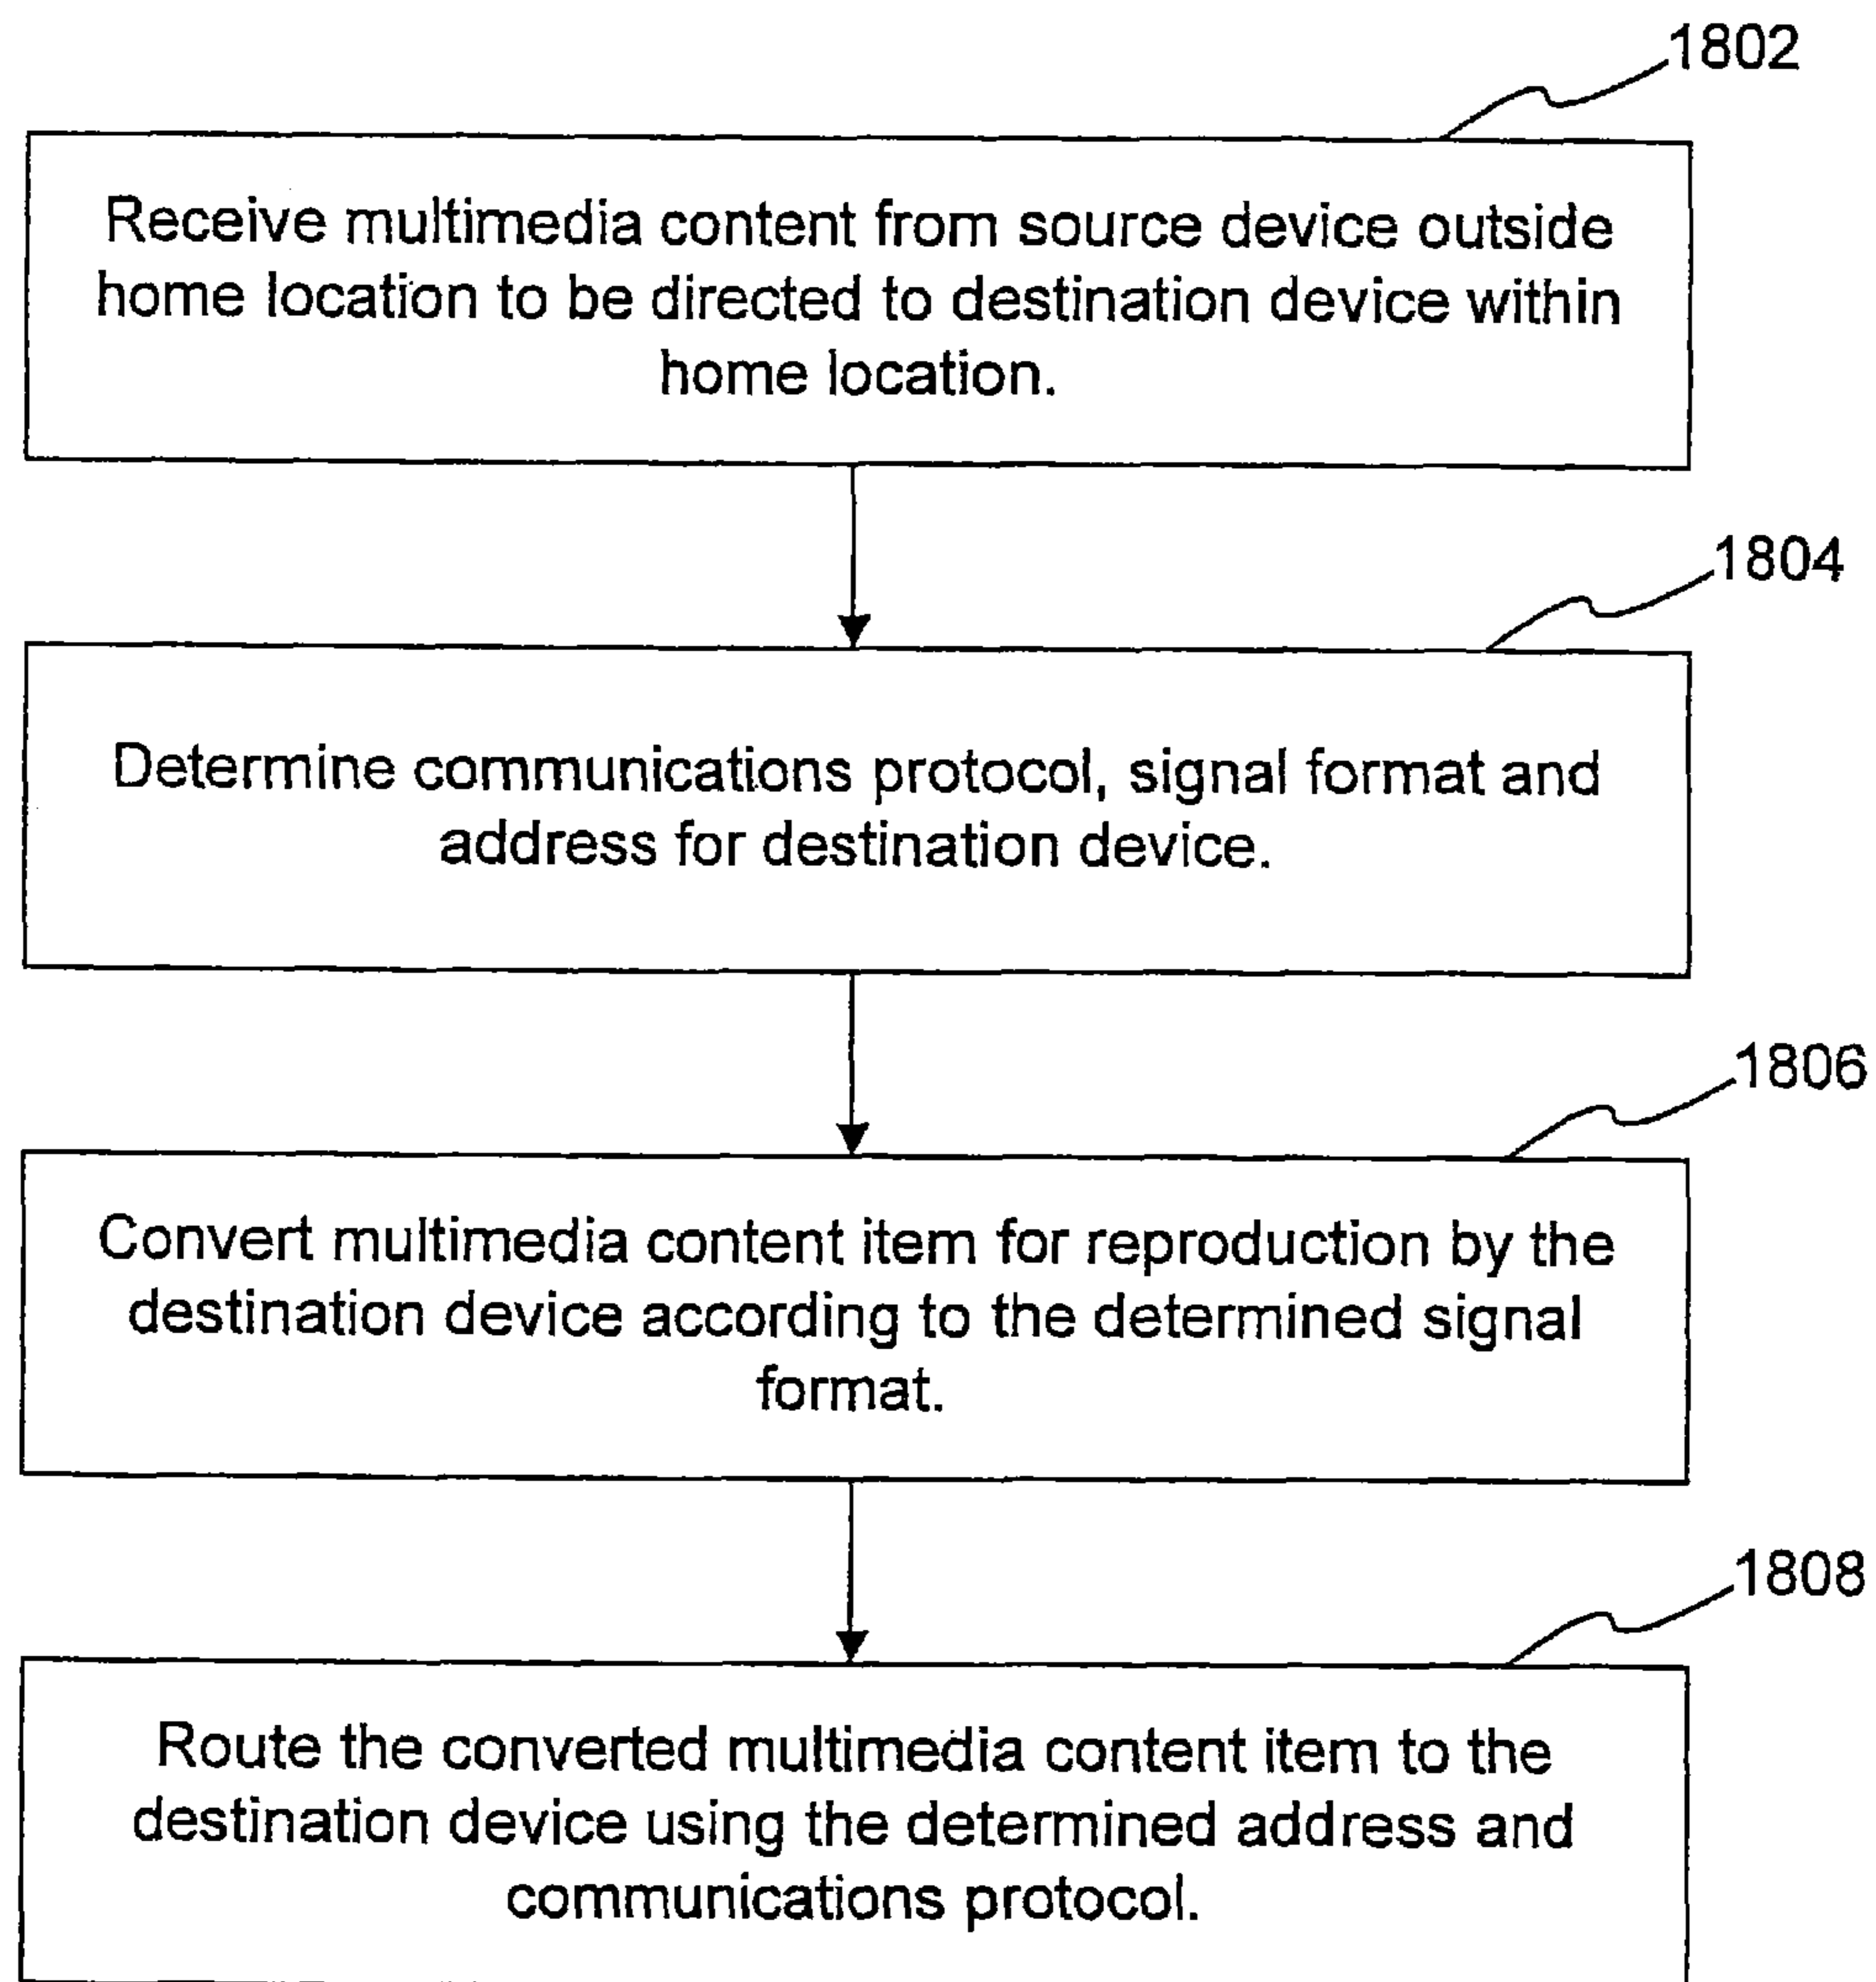 1802
Receive multimedia content from source device outside
home location to be directed to destination device within
home location.
1804
Determine communications protocol, signal format and
address for destination device.
1806
Convert multimedia content item for reproduction by the
destination device according to the determined signal
format.
1808
Route the converted multimedia content item to the
destination device using the determined address and
communications protocol.